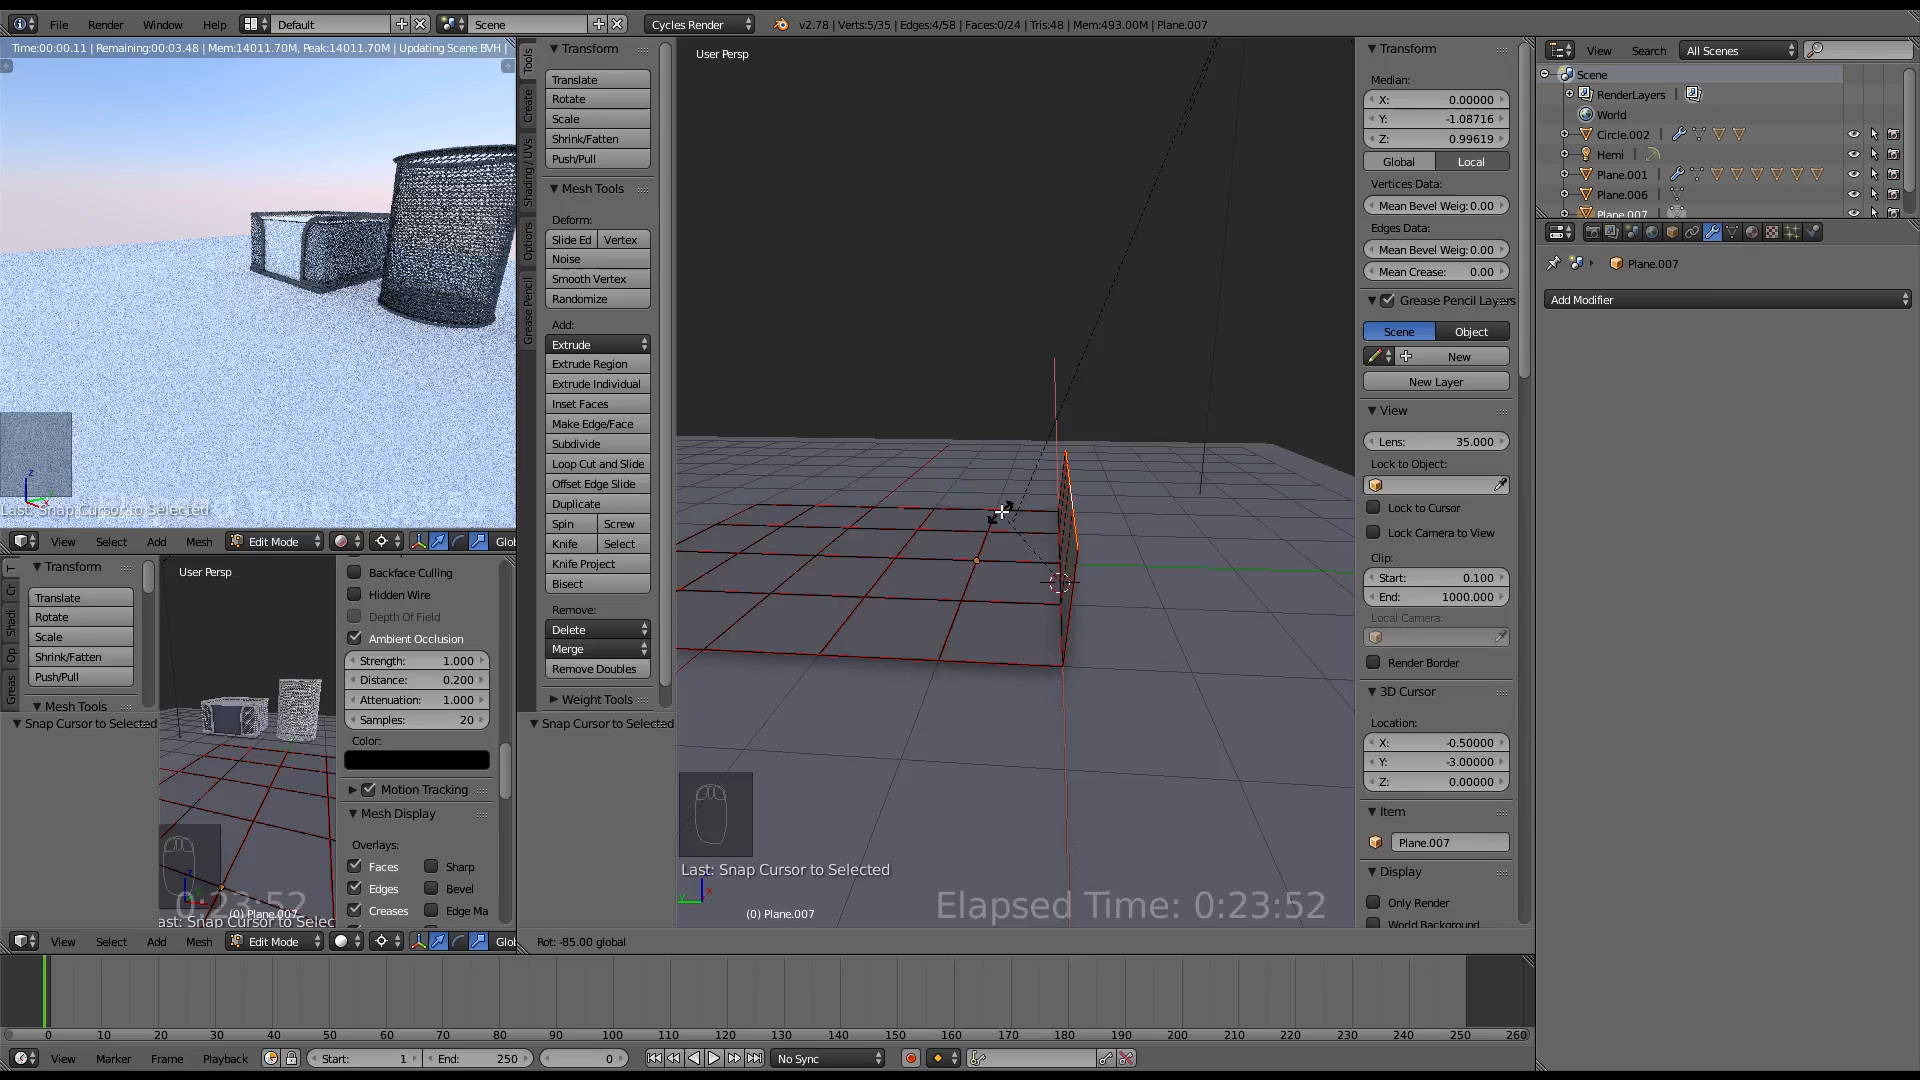 File Render Window Help Default Scene Cycles Render v2.78 | Verts:5/35 | Edges:4/58 | Faces:0/24 | Tris:48 | Mem:493.00M | Plane.007
Time:00:00.11 | Remaining:00:03.48 | Mem:14011.70M, Peak:14011.70M | Updating Scene BVH |
Last: Snap Cursor to Selected
View Select Add Mesh Edit Mode Glob
Transform
Translate
Rotate
Scale
Shrink/Fatten
Push/Pull
Mesh Tools
Snap Cursor to Selected
User Persp
0:23:52
(0) Plane.007
ast: Snap Cursor to Selec
Backface Culling
Hidden Wire
Depth Of Field
Ambient Occlusion
Strength: 1.000
Distance: 0.200
Attenuation: 1.000
Samples: 20
Color:
Motion Tracking
Mesh Display
Overlays:
Faces Sharp
Edges Bevel
Creases Edge Ma
View Select Add Mesh Edit Mode Glob
Tools
Create
Shading / UVs
Options
Grease Pencil
Transform
Translate
Rotate
Scale
Shrink/Fatten
Push/Pull
Mesh Tools
Deform:
Slide Ed Vertex
Noise
Smooth Vertex
Randomize
Add:
Extrude
Extrude Region
Extrude Individual
Inset Faces
Make Edge/Face
Subdivide
Loop Cut and Slide
Offset Edge Slide
Duplicate
Spin Screw
Knife Select
Knife Project
Bisect
Remove:
Delete
Merge
Remove Doubles
Weight Tools
Snap Cursor to Selected
User Persp
Last: Snap Cursor to Selected
(0) Plane.007
Elapsed Time: 0:23:52
Rot: -85.00 global
Transform
Median:
X: 0.00000
Y: -1.08716
Z: 0.99619
Global Local
Vertices Data:
Mean Bevel Weig: 0.00
Edges Data:
Mean Bevel Weig: 0.00
Mean Crease: 0.00
Grease Pencil Layers
Scene Object
New
New Layer
View
Lens: 35.000
Lock to Object:
Lock to Cursor
Lock Camera to View
Clip:
Start: 0.100
End: 1000.000
Local Camera:
Render Border
3D Cursor
Location:
X: -0.50000
Y: -3.00000
Z: 0.00000
Item
Plane.007
Display
Only Render
World Background
View Search All Scenes
Scene
RenderLayers
World
Circle.002
Hemi
Plane.001
Plane.006
Plane.007
Plane.007
Add Modifier
0 10 20 30 40 50 60 70 80 90 100 110 120 130 140 150 160 170 180 190 200 210 220 230 240 250 260
View Marker Frame Playback Start: 1 End: 250 0 No Sync